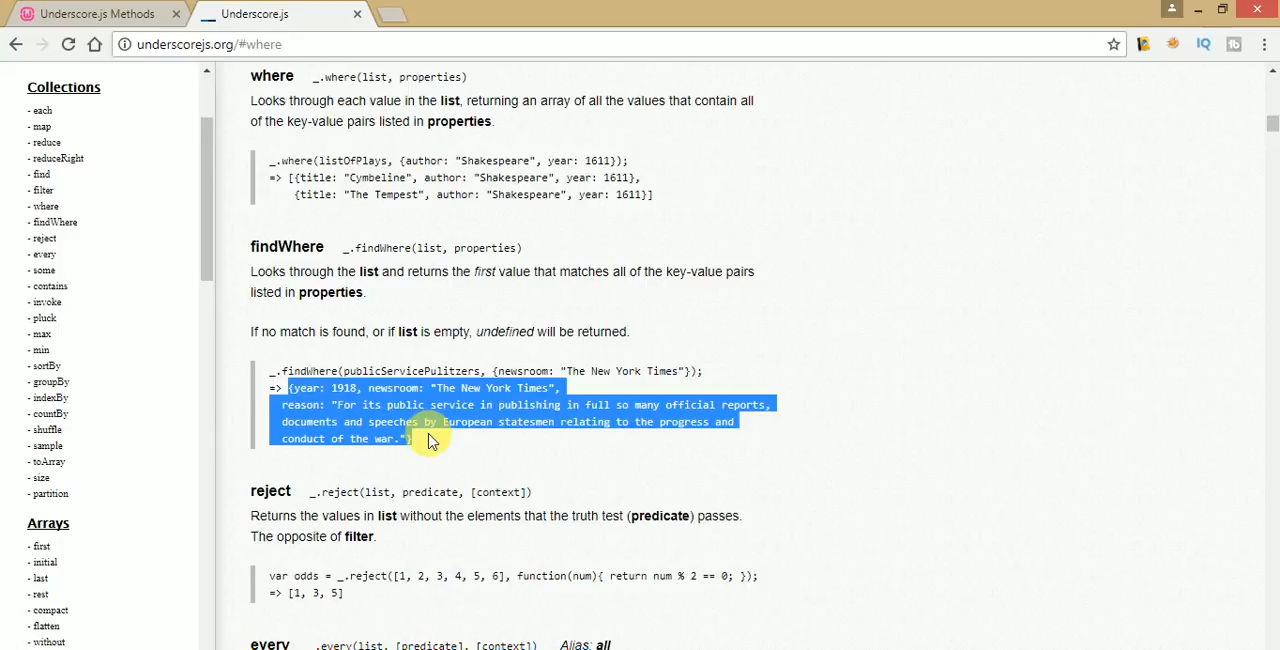 Underscore.js Methods
Underscore.js
underscorejs.org/#where
Collections
- each
- map
- reduce
- reduceRight
- find
- filter
- where
- findWhere
- reject
- every
- some
- contains
- invoke
- pluck
- max
- min
- sortBy
- groupBy
- indexBy
- countBy
- shuffle
- sample
- toArray
- size
- partition
Arrays
- first
- initial
- last
- rest
- compact
- flatten
- without
where _.where(list, properties)
Looks through each value in the list, returning an array of all the values that contain all
of the key-value pairs listed in properties.
_.where(listOfPlays, {author: "Shakespeare", year: 1611});
=> [{title: "Cymbeline", author: "Shakespeare", year: 1611},
{title: "The Tempest", author: "Shakespeare", year: 1611}]
findWhere _.findWhere(list, properties)
Looks through the list and returns the first value that matches all of the key-value pairs
listed in properties.
If no match is found, or if list is empty, undefined will be returned.
_.findWhere(publicServicePulitzers, {newsroom: "The New York Times"});
=> {year: 1918, newsroom: "The New York Times",
reason: "For its public service in publishing in full so many official reports,
documents and speeches by European statesmen relating to the progress and
conduct of the war."}
reject _.reject(list, predicate, [context])
Returns the values in list without the elements that the truth test (predicate) passes.
The opposite of filter.
var odds = _.reject([1, 2, 3, 4, 5, 6], function(num){ return num % 2 == 0; });
=> [1, 3, 5]
every _.every(list, [predicate], [context]) Alias: all